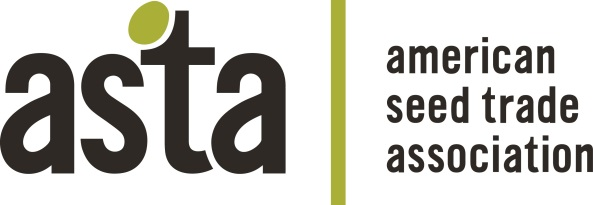 asta
american
seed trade
association